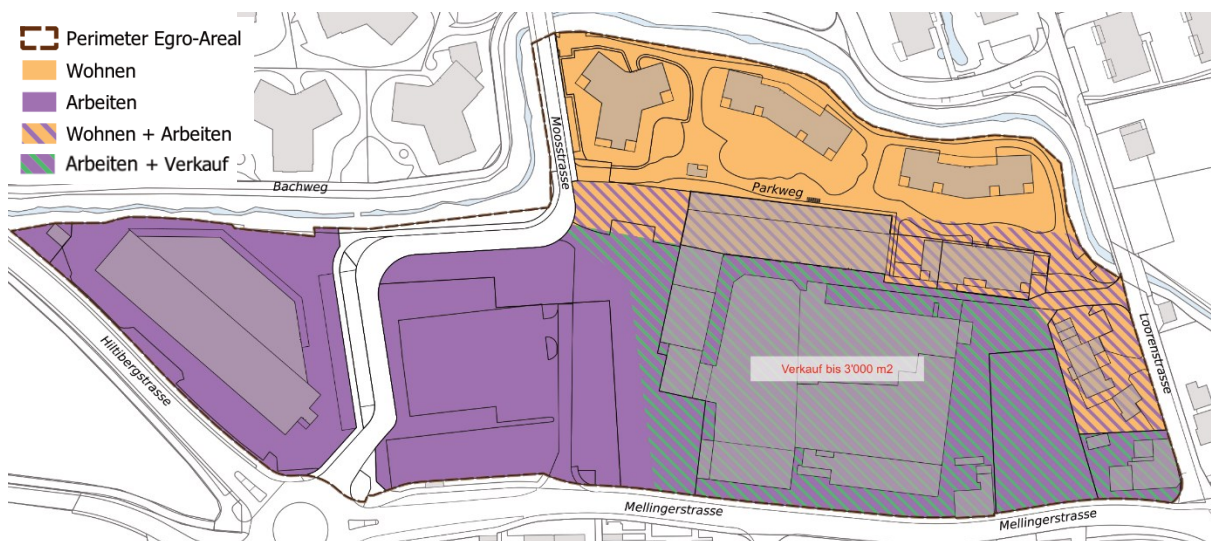 Perimeter Egro-Areal
Wohnen
Arbeiten
Wohnen + Arbeiten
Arbeiten + Verkauf
Bachweg
Moosstrasse
Parkweg
Hiltibergstrasse
Verkauf bis 3'000 m2
Loorenstrasse
Mellingerstrasse
Mellingerstrasse